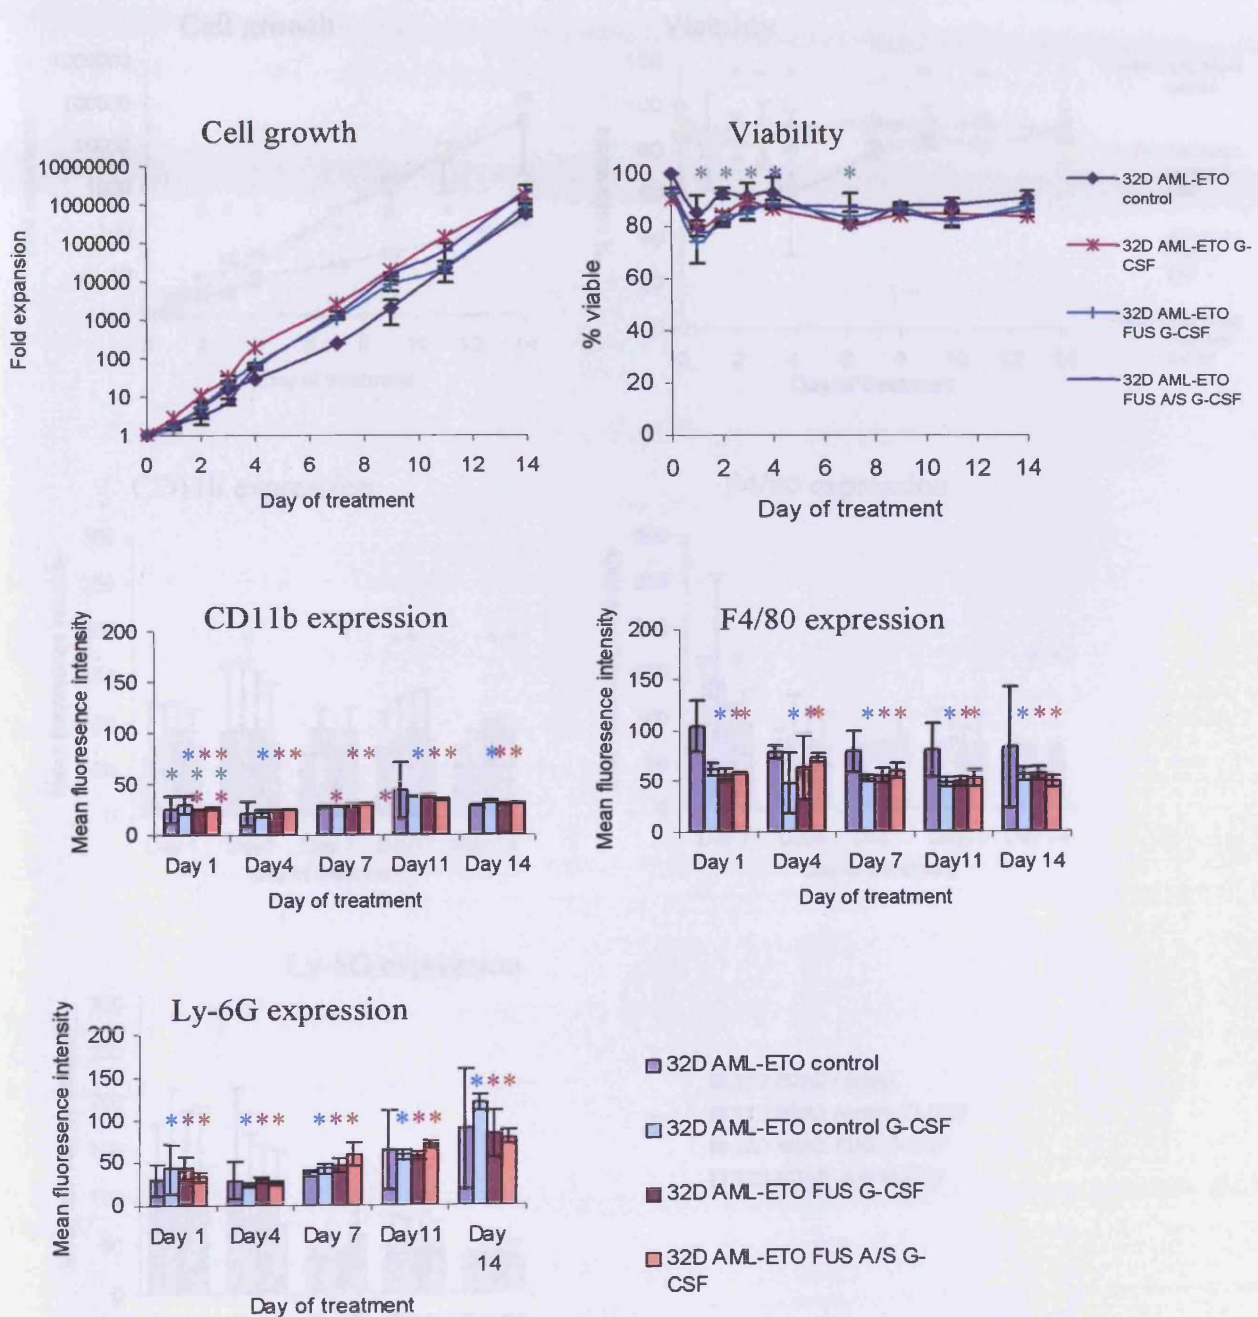 Cell growth
Fold expansion
10000000
1000000
100000
10000
1000
100
10
1
0 2 4 6 8 10 12 14
Day of treatment
Viability
% viable
100
80
60
40
20
0
0 2 4 6 8 10 12 14
Day of treatment
32D AML-ETO
control
32D AML-ETO G-
CSF
32D AML-ETO
FUS G-CSF
32D AML-ETO
FUS A/S G-CSF
CD11b expression
Mean fluoresence intensity
200
150
100
50
0
Day 1 Day4 Day 7 Day11 Day 14
Day of treatment
F4/80 expression
Mean fluoresence intensity
200
150
100
50
0
Day 1 Day4 Day 7 Day11 Day 14
Day of treatment
Ly-6G expression
Mean fluoresence intensity
200
150
100
50
0
Day 1 Day4 Day 7 Day11 Day
14
Day of treatment
32D AML-ETO control
32D AML-ETO control G-CSF
32D AML-ETO FUS G-CSF
32D AML-ETO FUS A/S G-
CSF